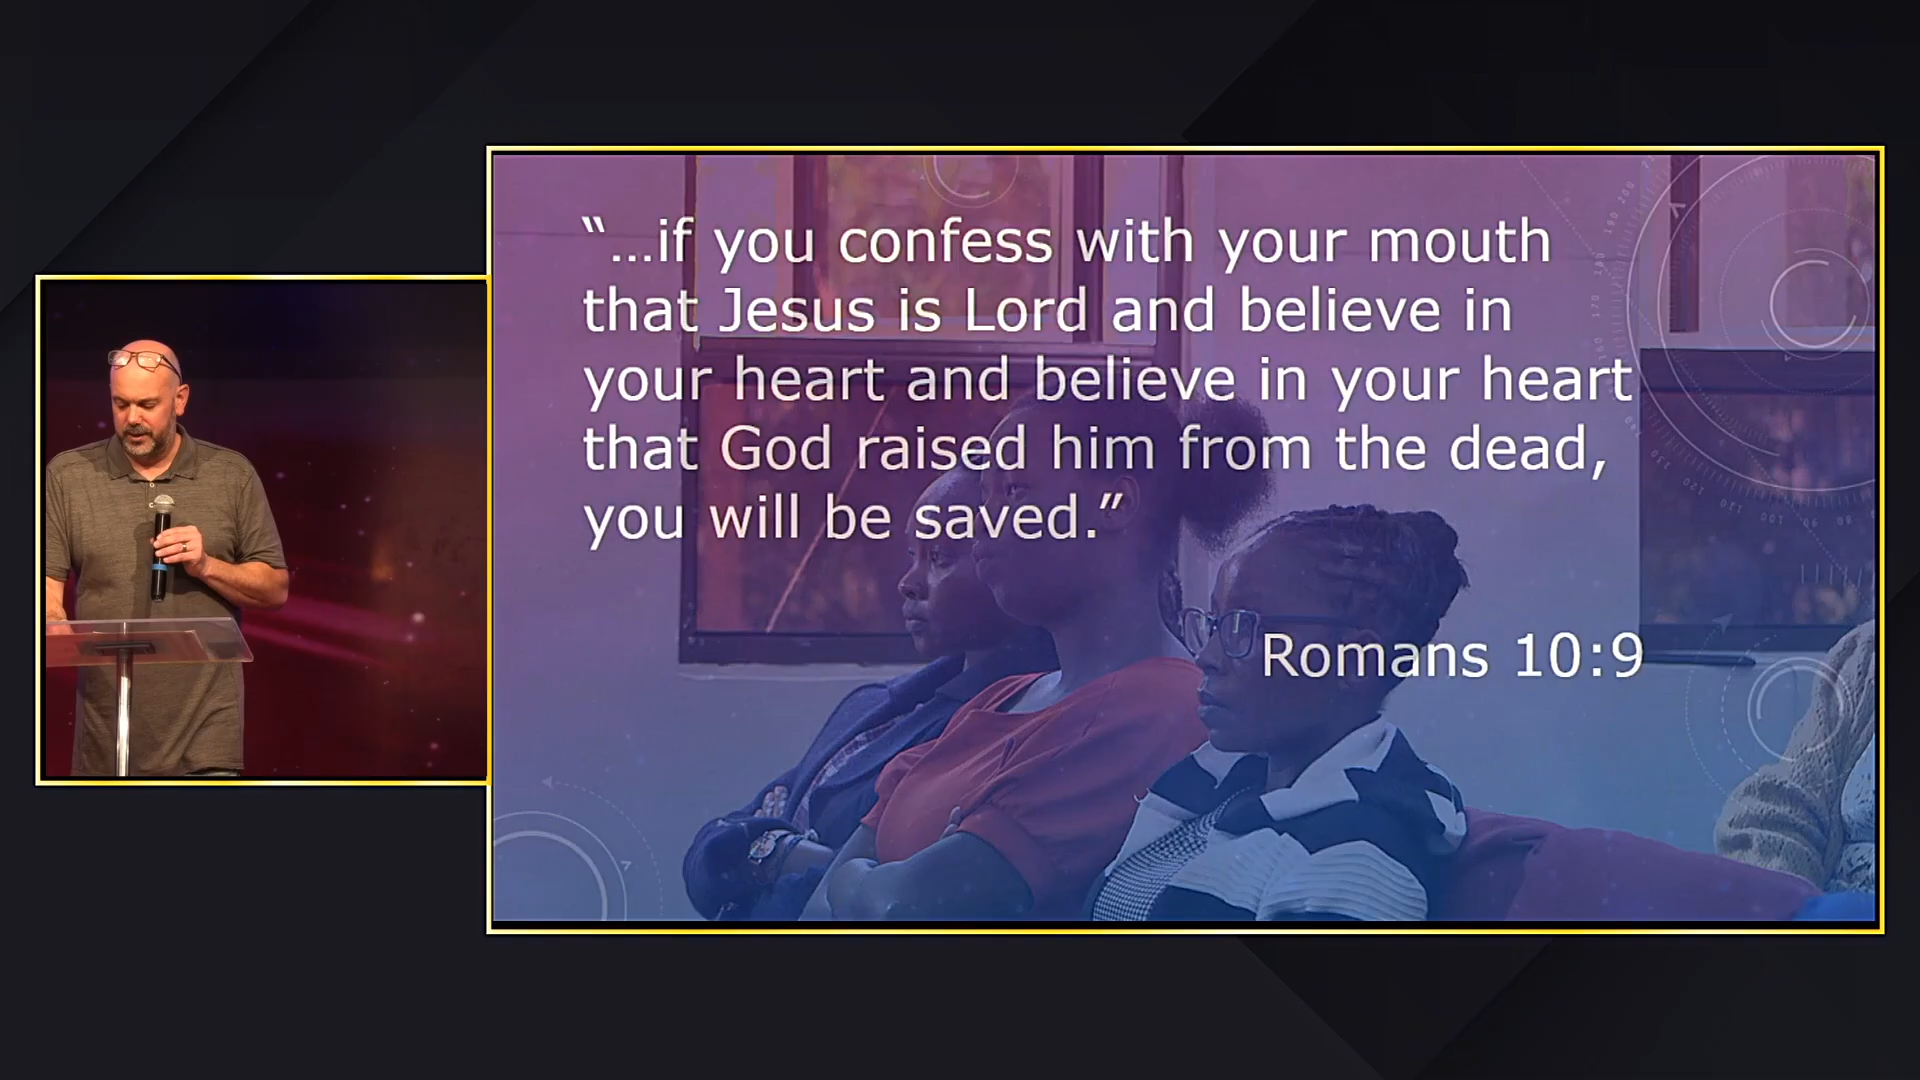 “…if you confess with your mouth
that Jesus is Lord and believe in
your heart and believe in your heart
that God raised him from the dead,
you will be saved.”
Romans 10:9